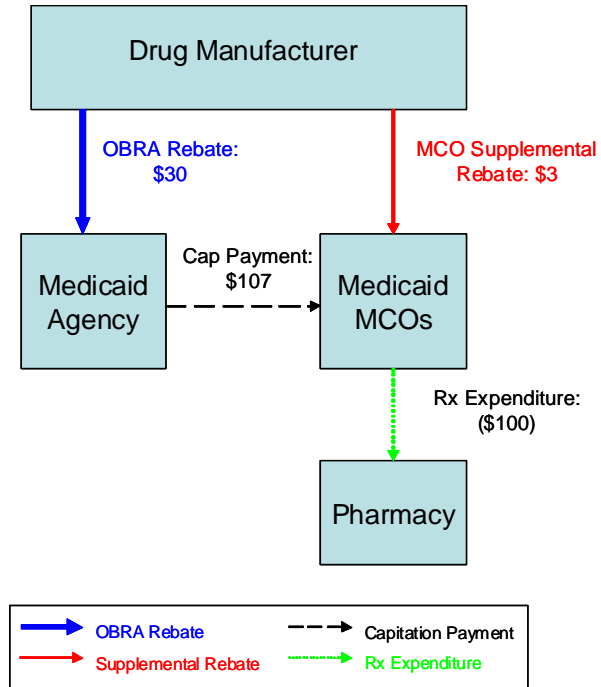 Drug Manufacturer
OBRA Rebate:
$30
MCO Supplemental
Rebate: $3
Medicaid
Agency
Cap Payment:
$107
Medicaid
MCOs
Rx Expenditure:
($100)
Pharmacy
OBRA Rebate
Capitation Payment
Supplemental Rebate
Rx Expenditure